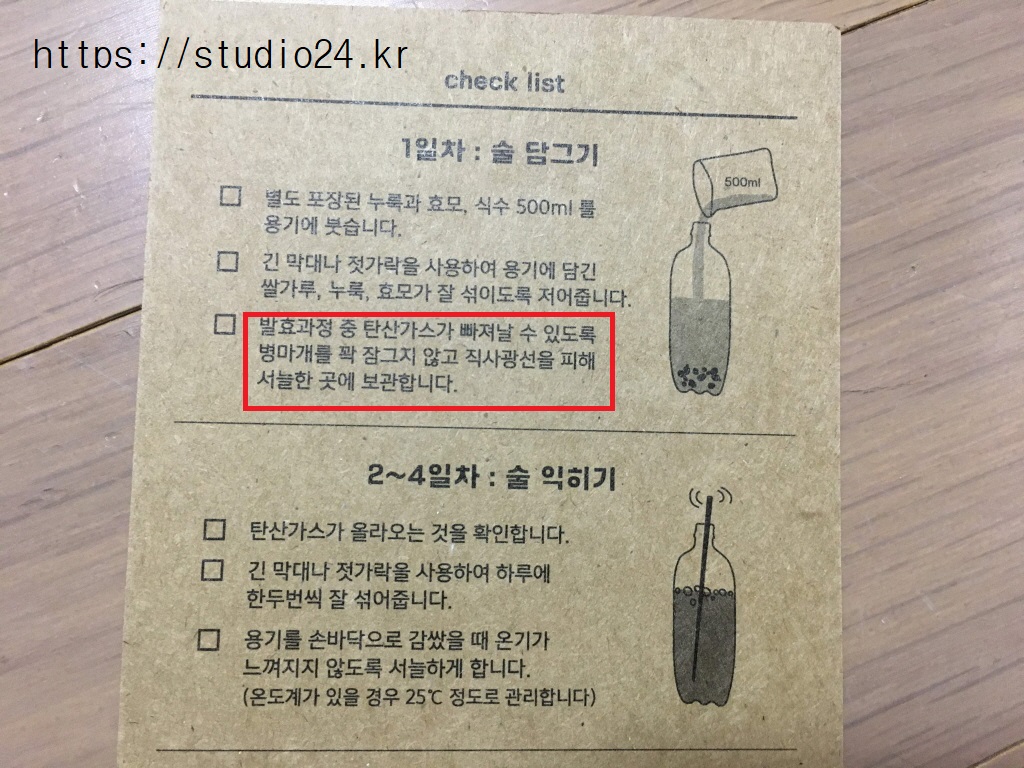 https://studio24.kr
check list
1일차 : 술 담그기
별도 포장된 누룩과 효모, 식수 500ml 를
용기에 붓습니다.
500ml
긴 막대나 젓가락을 사용하여 용기에 담긴
쌀가루, 누룩, 효모가 잘 섞이도록 저어줍니다.
발효과정 중 탄산가스가 빠져날 수 있도록
병마개를 꽉 잠그지 않고 직사광선을 피해
서늘한 곳에 보관합니다.
2~4일차 : 술 익히기
탄산가스가 올라오는 것을 확인합니다.
긴 막대나 젓가락을 사용하여 하루에
한두번씩 잘 섞어줍니다.
용기를 손바닥으로 감쌌을 때 온기가
느껴지지 않도록 서늘하게 합니다.
(온도계가 있을 경우 25℃ 정도로 관리합니다)